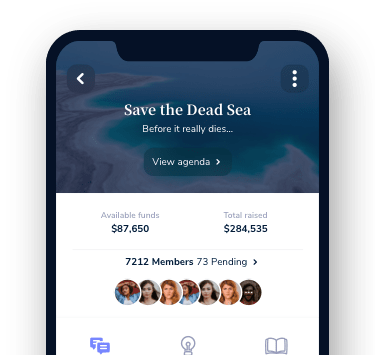 Save the Dead Sea
Before it really dies...
View agenda
Available funds
Total raised
$87,650
$284,535
7212 Members 73 Pending